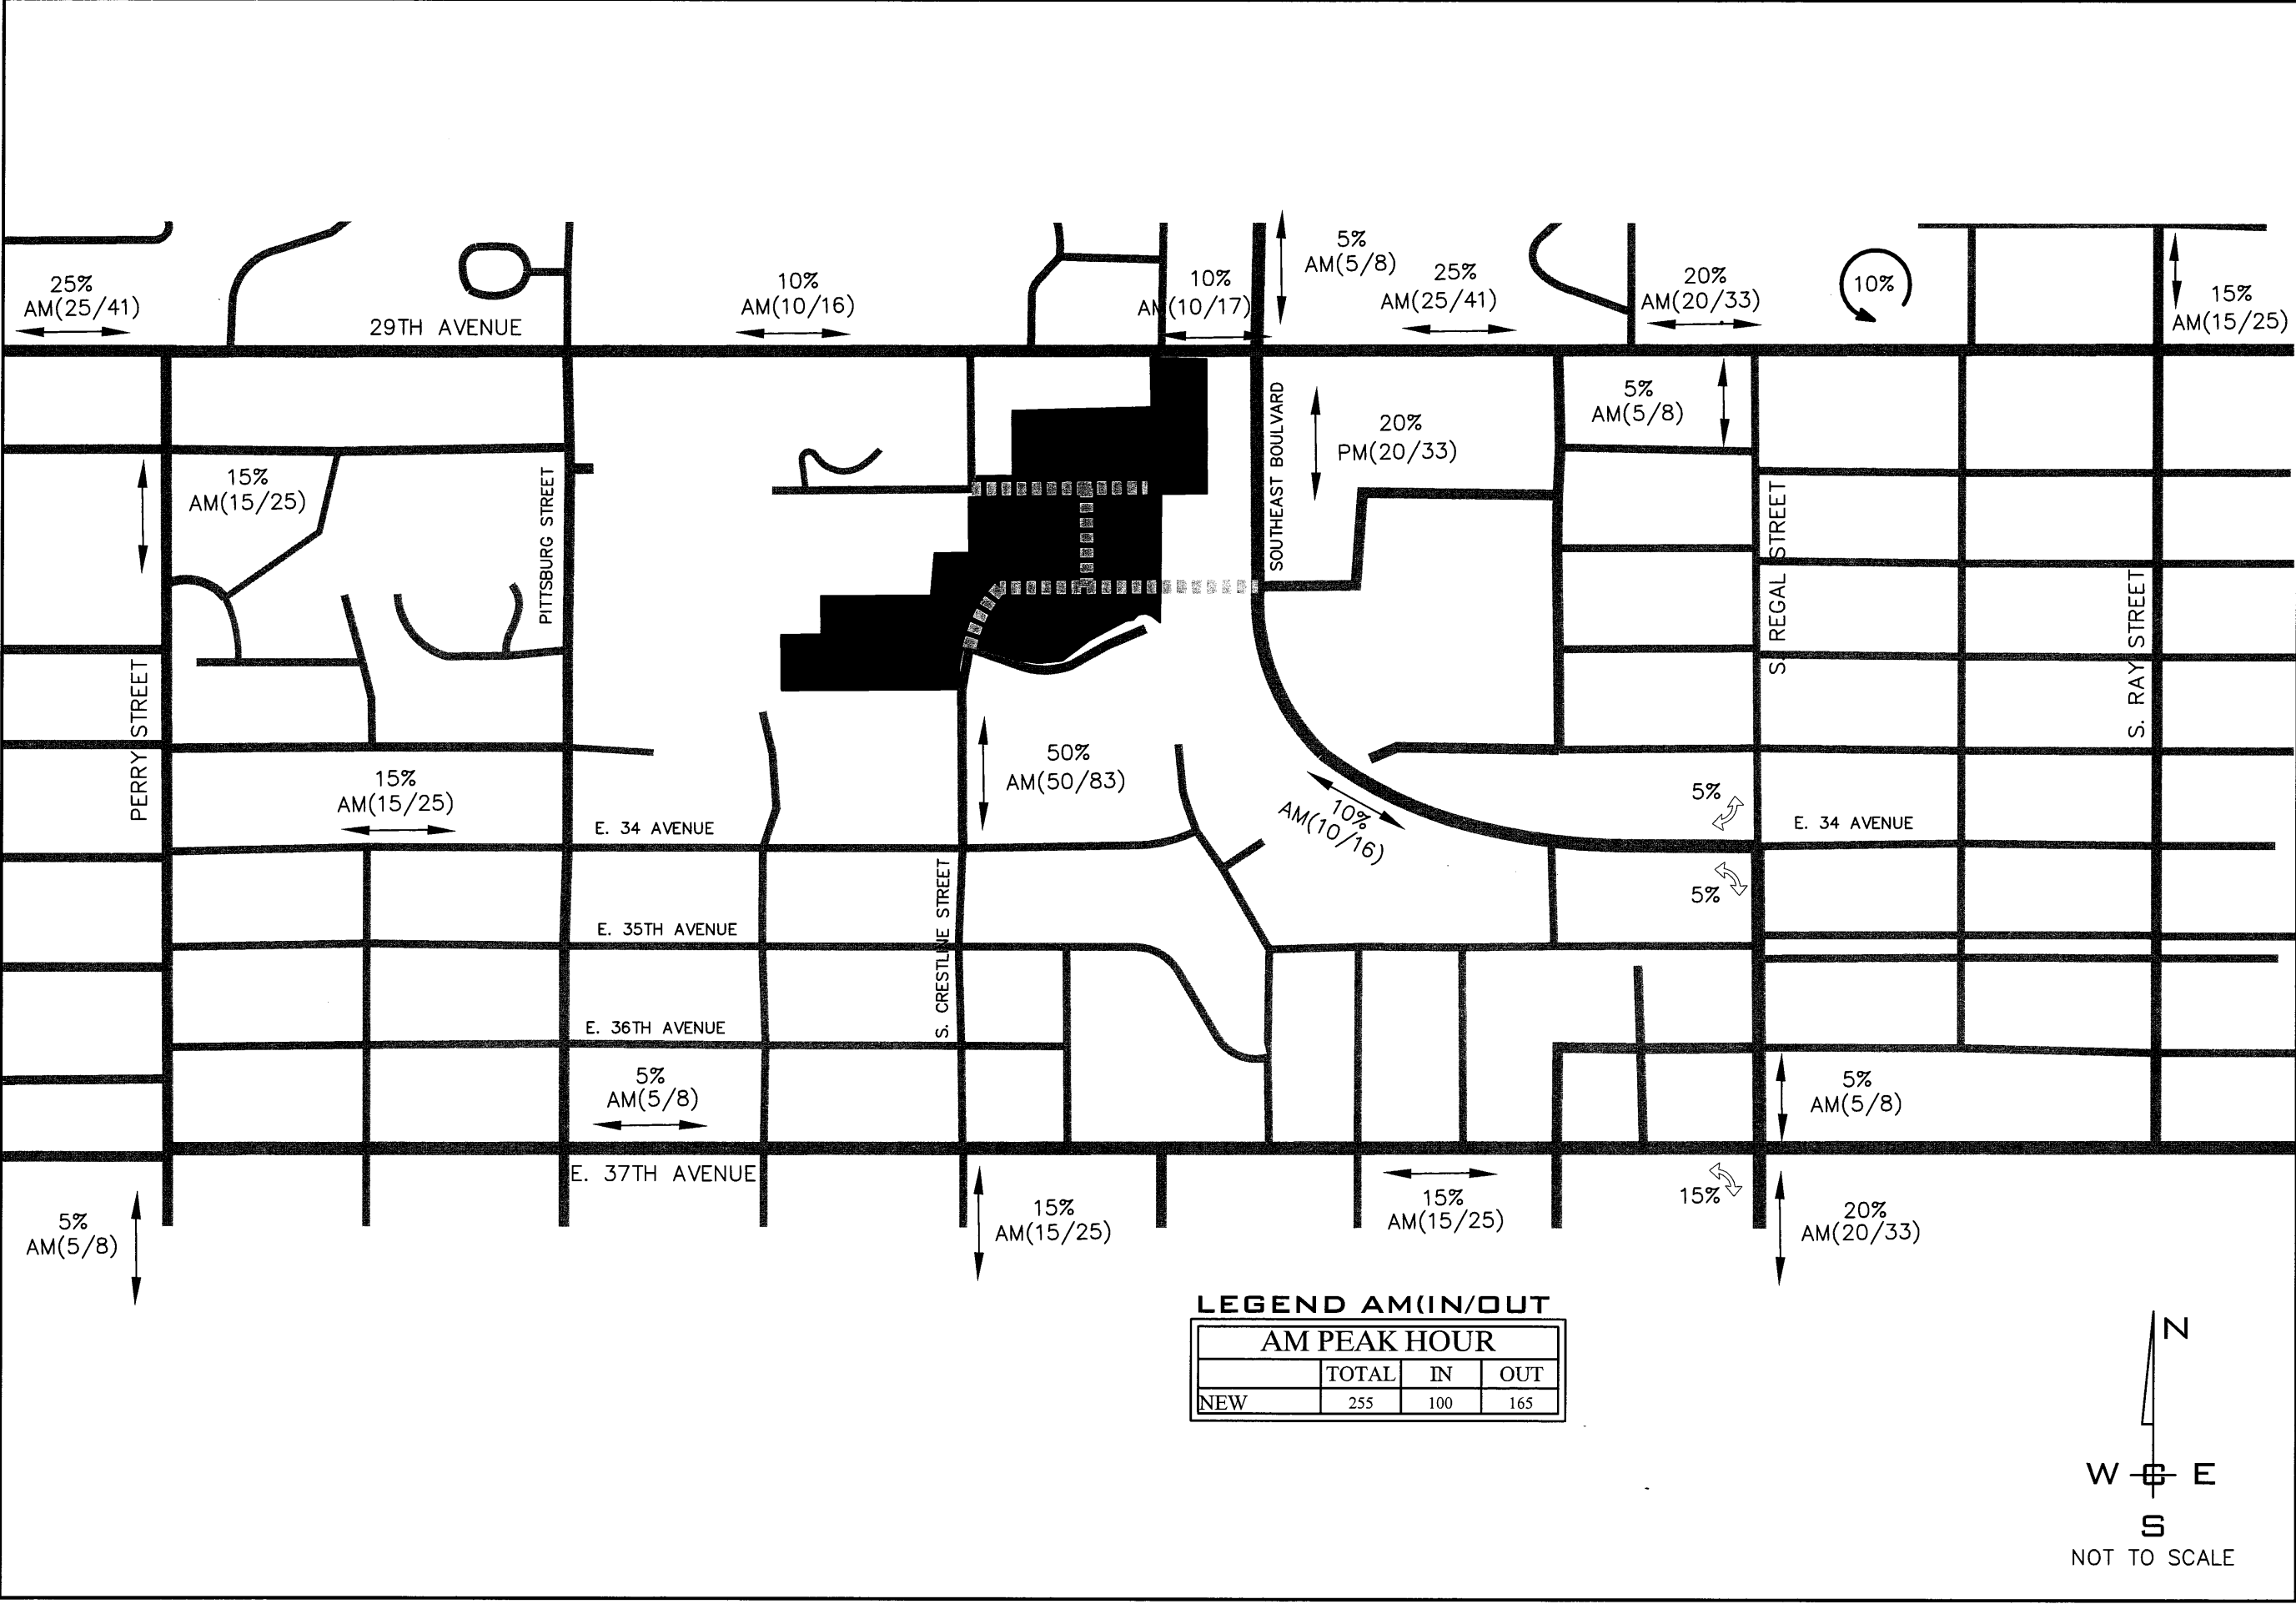 5%
AM(5/8)
25%
AM(25/41)
10%
AM(10/16)
10%
AM(10/17)
25%
AM(25/41)
20%
AM(20/33)
10%
15%
AM(15/25)
29TH AVENUE
5%
AM(5/8)
SOUTHEAST BOULVARD
20%
PM(20/33)
15%
AM(15/25)
PITTSBURG STREET
S. REGAL STREET
S. RAY STREET
PERRY STREET
50%
AM(50/83)
15%
AM(15/25)
10%
AM(10/16)
5%
E. 34 AVENUE
E. 34 AVENUE
5%
S. CRESTLINE STREET
E. 35TH AVENUE
E. 36TH AVENUE
5%
AM(5/8)
5%
AM(5/8)
E. 37TH AVENUE
15%
5%
AM(5/8)
15%
AM(15/25)
15%
AM(15/25)
20%
AM(20/33)
LEGEND AM(IN/OUT
AM PEAK HOUR
TOTAL IN OUT
NEW 255 100 165
N
W C E
S
NOT TO SCALE